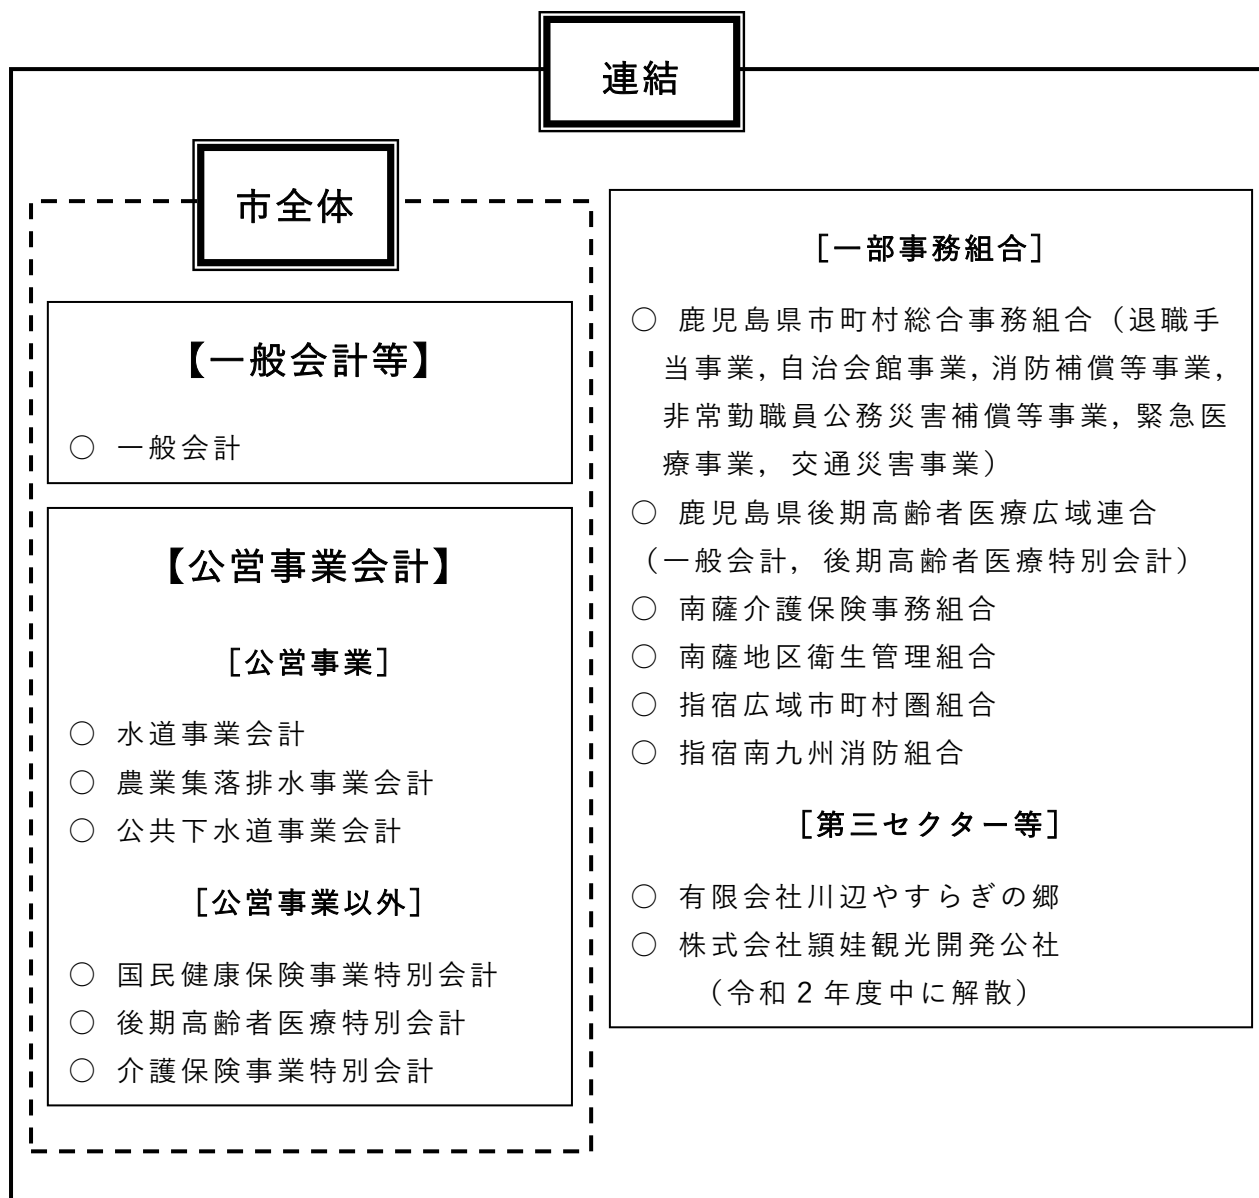 連結
市全体
【一般会計等】
○ 一般会計
【公営事業会計】
［公営事業］
○ 水道事業会計
○ 農業集落排水事業会計
○ 公共下水道事業会計
［公営事業以外］
○ 国民健康保険事業特別会計
○ 後期高齢者医療特別会計
○ 介護保険事業特別会計
［一部事務組合］
○ 鹿児島県市町村総合事務組合（退職手
当事業，自治会館事業，消防補償等事業，
非常勤職員公務災害補償等事業，緊急医
療事業，交通災害事業）
○ 鹿児島県後期高齢者医療広域連合
（一般会計，後期高齢者医療特別会計）
○ 南薩介護保険事務組合
○ 南薩地区衛生管理組合
○ 指宿広域市町村圏組合
○ 指宿南九州消防組合
［第三セクター等］
○ 有限会社川辺やすらぎの郷
○ 株式会社頴娃観光開発公社
（令和２年度中に解散）